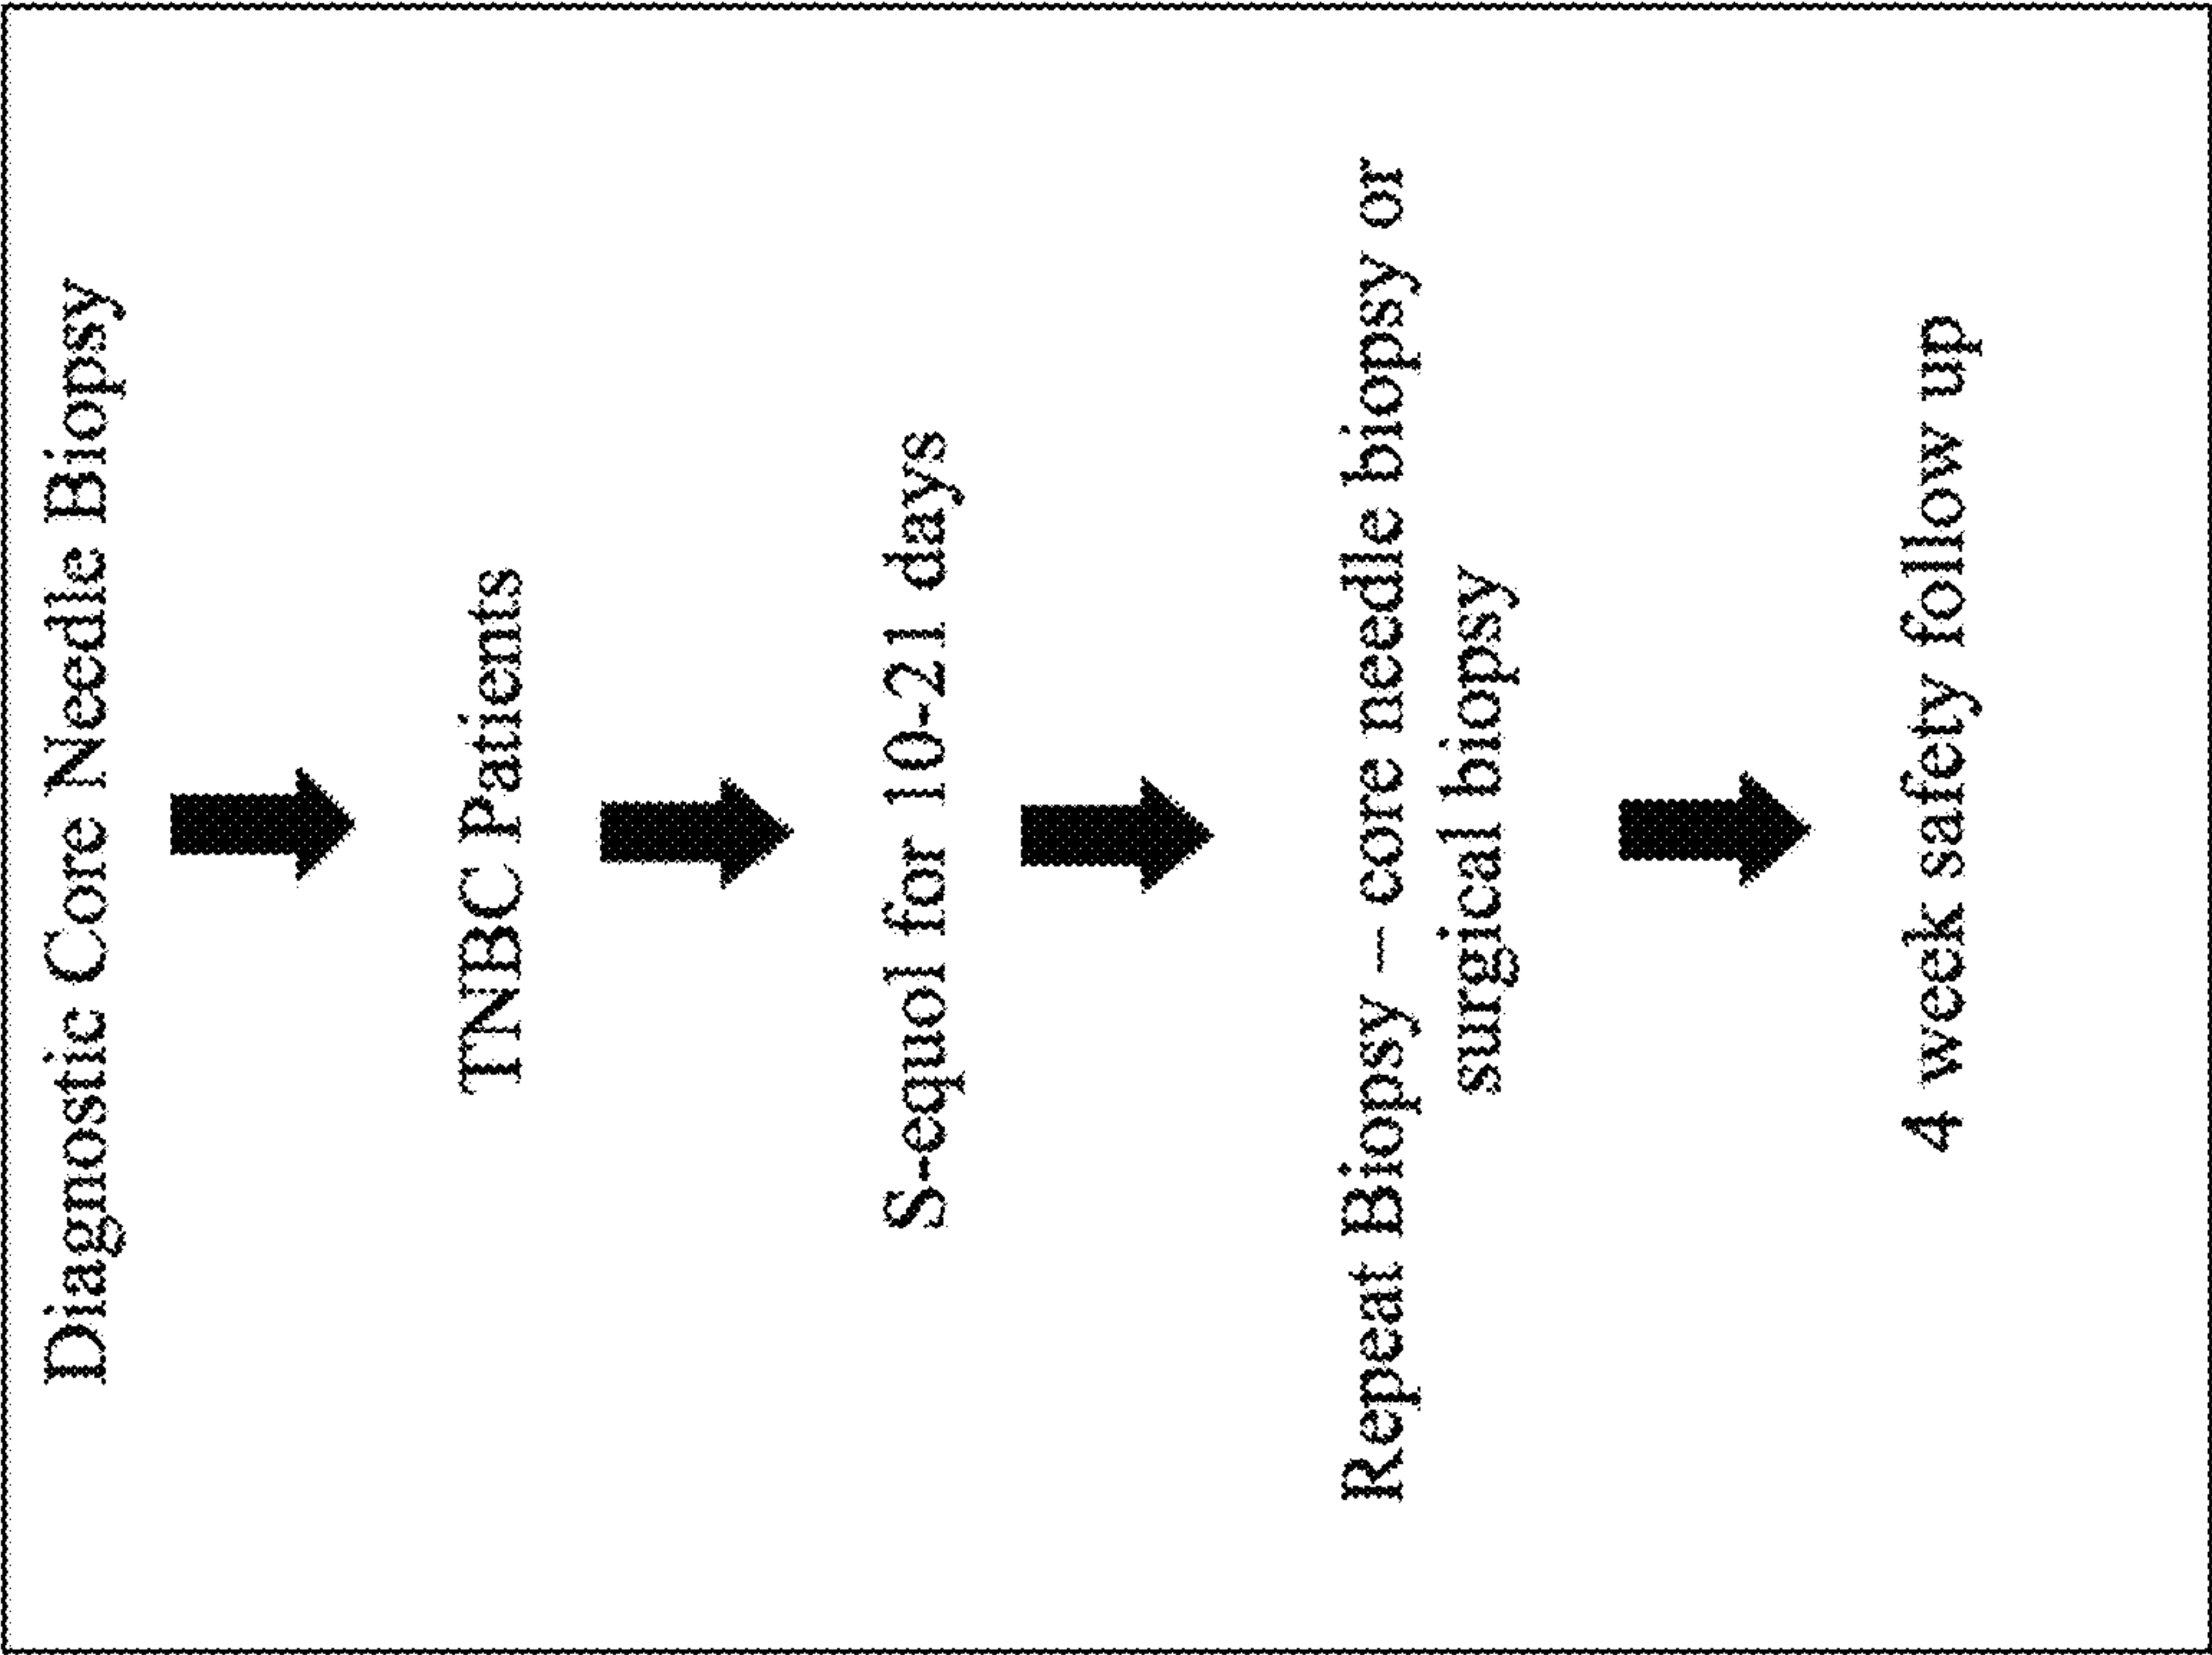 Diagnostic Core Needle Biopsy
TNBC Patients
S-equol for 10-21 days
Repeat Biopsy – core needle biopsy or
surgical biopsy
4 week safety follow up